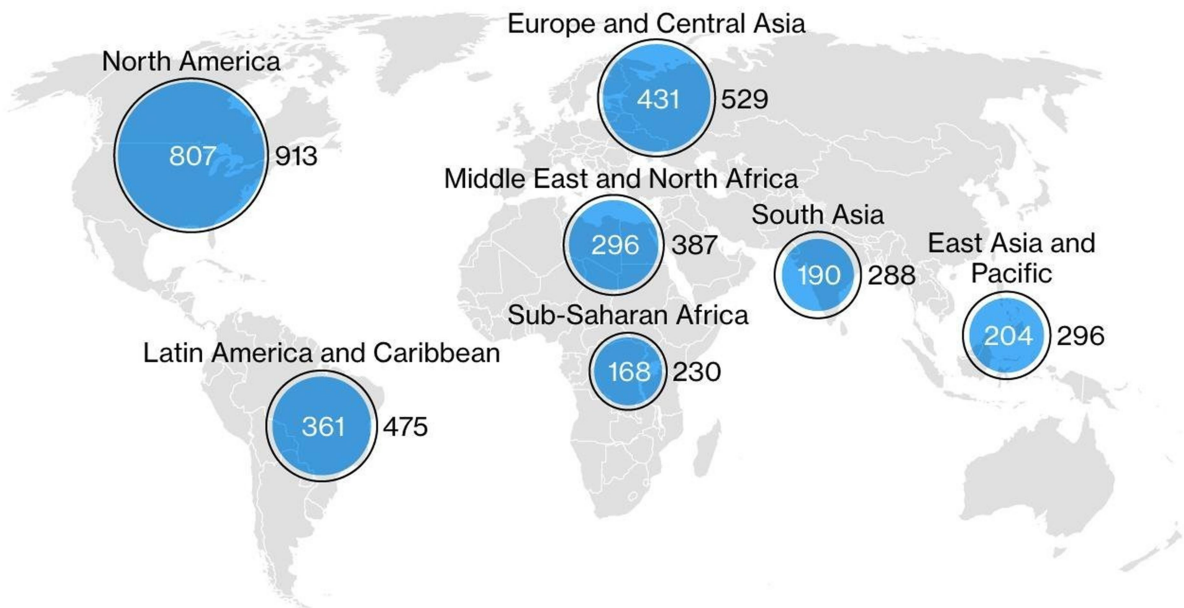 Europe and Central Asia
431 529
North America
807 913
Middle East and North Africa
296 387
South Asia
190 288
East Asia and
Pacific
204 296
Sub-Saharan Africa
168 230
Latin America and Caribbean
361 475